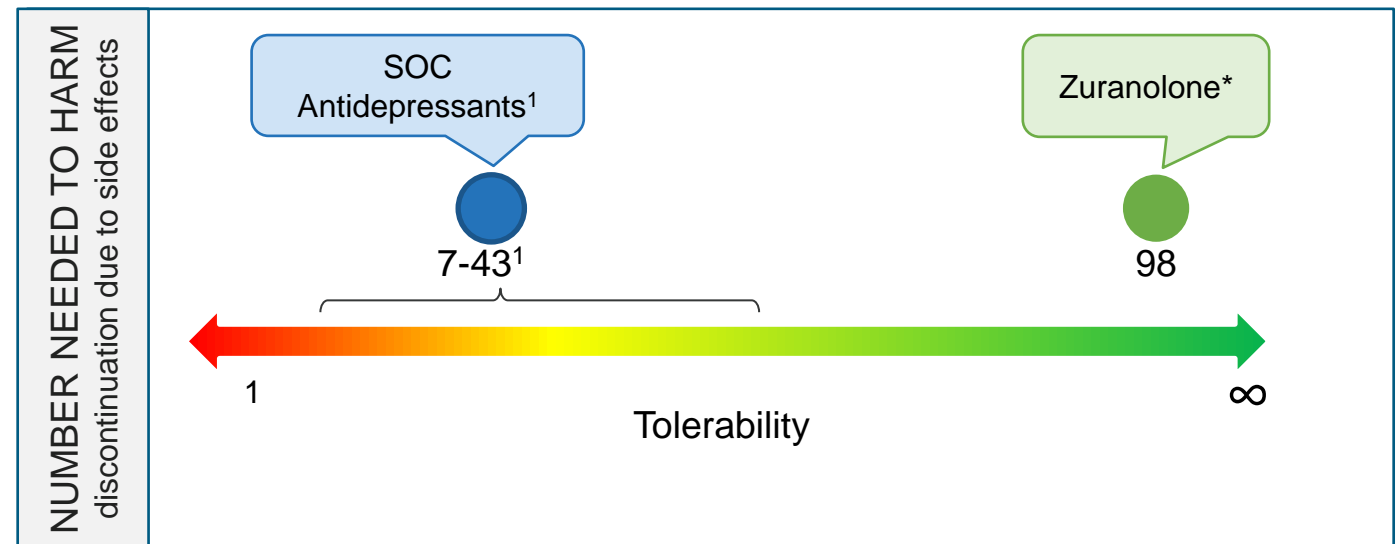 NUMBER NEEDED TO HARM
discontinuation due to side effects
SOC
Antidepressants¹
Zuranolone*
7-43¹
98
1
∞
Tolerability